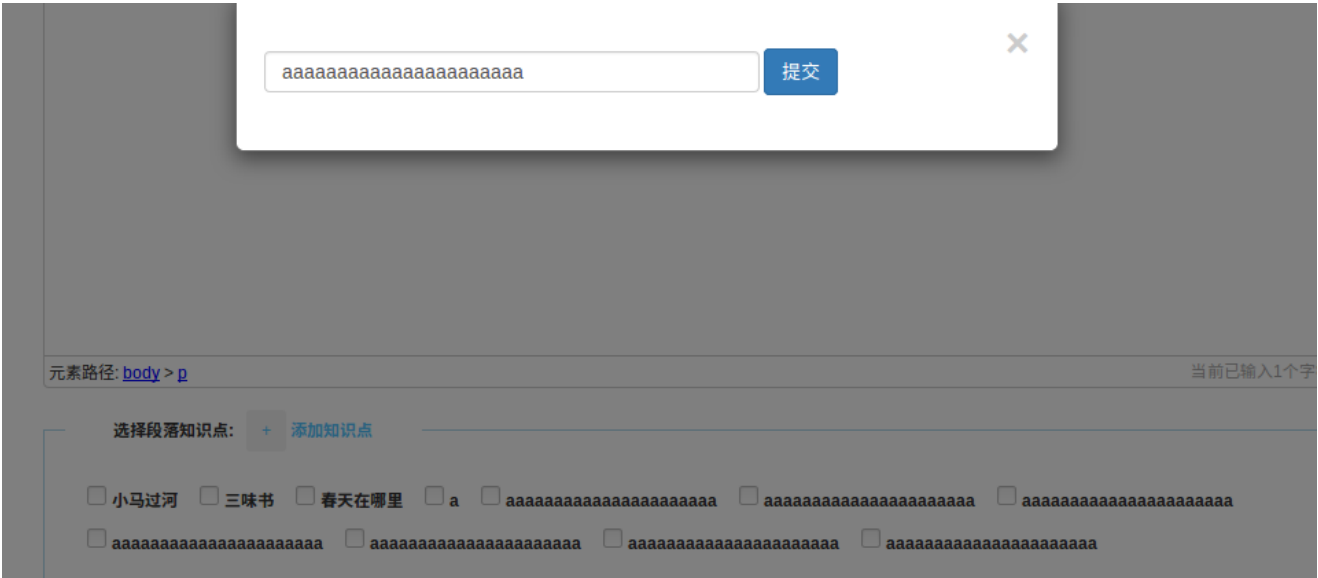 ×
aaaaaaaaaaaaaaaaaaaaaa 提交
元素路径: body > p 当前已输入1个字
选择段落知识点: + 添加知识点
小马过河 三味书 春天在哪里 a aaaaaaaaaaaaaaaaaaaaaa aaaaaaaaaaaaaaaaaaaaaa aaaaaaaaaaaaaaaaaaaaaa
aaaaaaaaaaaaaaaaaaaaaa aaaaaaaaaaaaaaaaaaaaaa aaaaaaaaaaaaaaaaaaaaaa aaaaaaaaaaaaaaaaaaaaaa